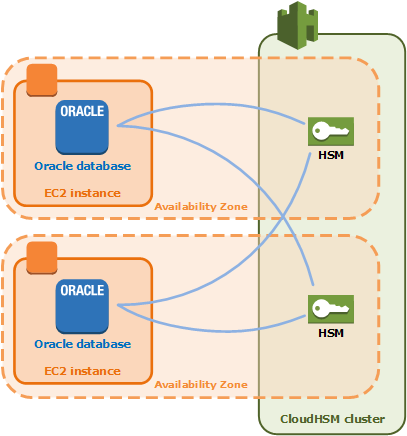 ORACLE
HSM
Oracle database
EC2 instance
Availability Zone
ORACLE
HSM
Oracle database
EC2 instance
Availability Zone
CloudHSM cluster